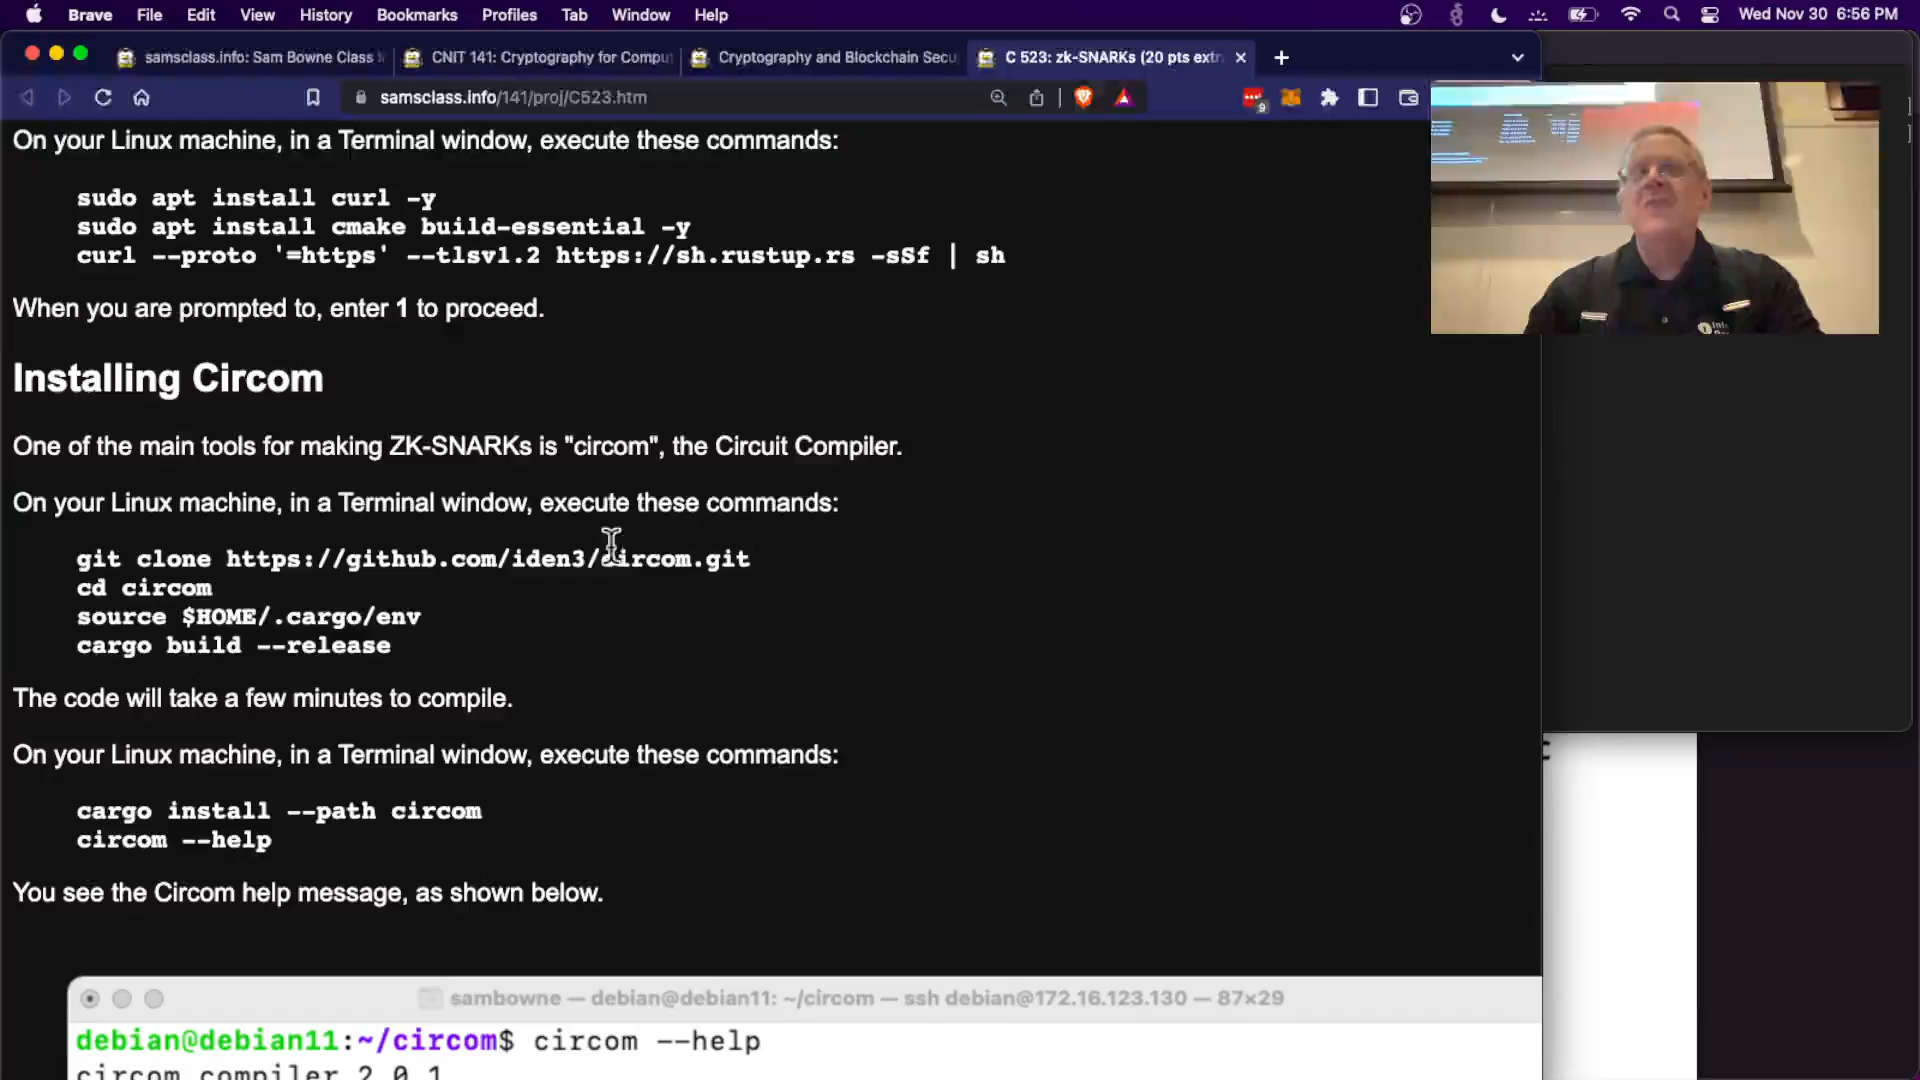 Brave File Edit View History Bookmarks Profiles Tab Window Help Wed Nov 30 6:56 PM
samsclass.info: Sam Bowne Class
CNIT 141: Cryptography for Compu
Cryptography and Blockchain Secu
C 523: zk-SNARKs (20 pts extr
samsclass.info/141/proj/C523.htm
9
On your Linux machine, in a Terminal window, execute these commands:
sudo apt install curl -y
sudo apt install cmake build-essential -y
curl --proto '=https' --tlsv1.2 https://sh.rustup.rs -sSf | sh
When you are prompted to, enter 1 to proceed.
Installing Circom
One of the main tools for making ZK-SNARKs is "circom", the Circuit Compiler.
On your Linux machine, in a Terminal window, execute these commands:
git clone https://github.com/iden3/circom.git
cd circom
source $HOME/.cargo/env
cargo build --release
The code will take a few minutes to compile.
On your Linux machine, in a Terminal window, execute these commands:
cargo install --path circom
circom --help
You see the Circom help message, as shown below.
sambowne — debian@debian11: ~/circom — ssh debian@172.16.123.130 — 87×29
debian@debian11:~/circom$ circom --help
circom compiler 2.0.1